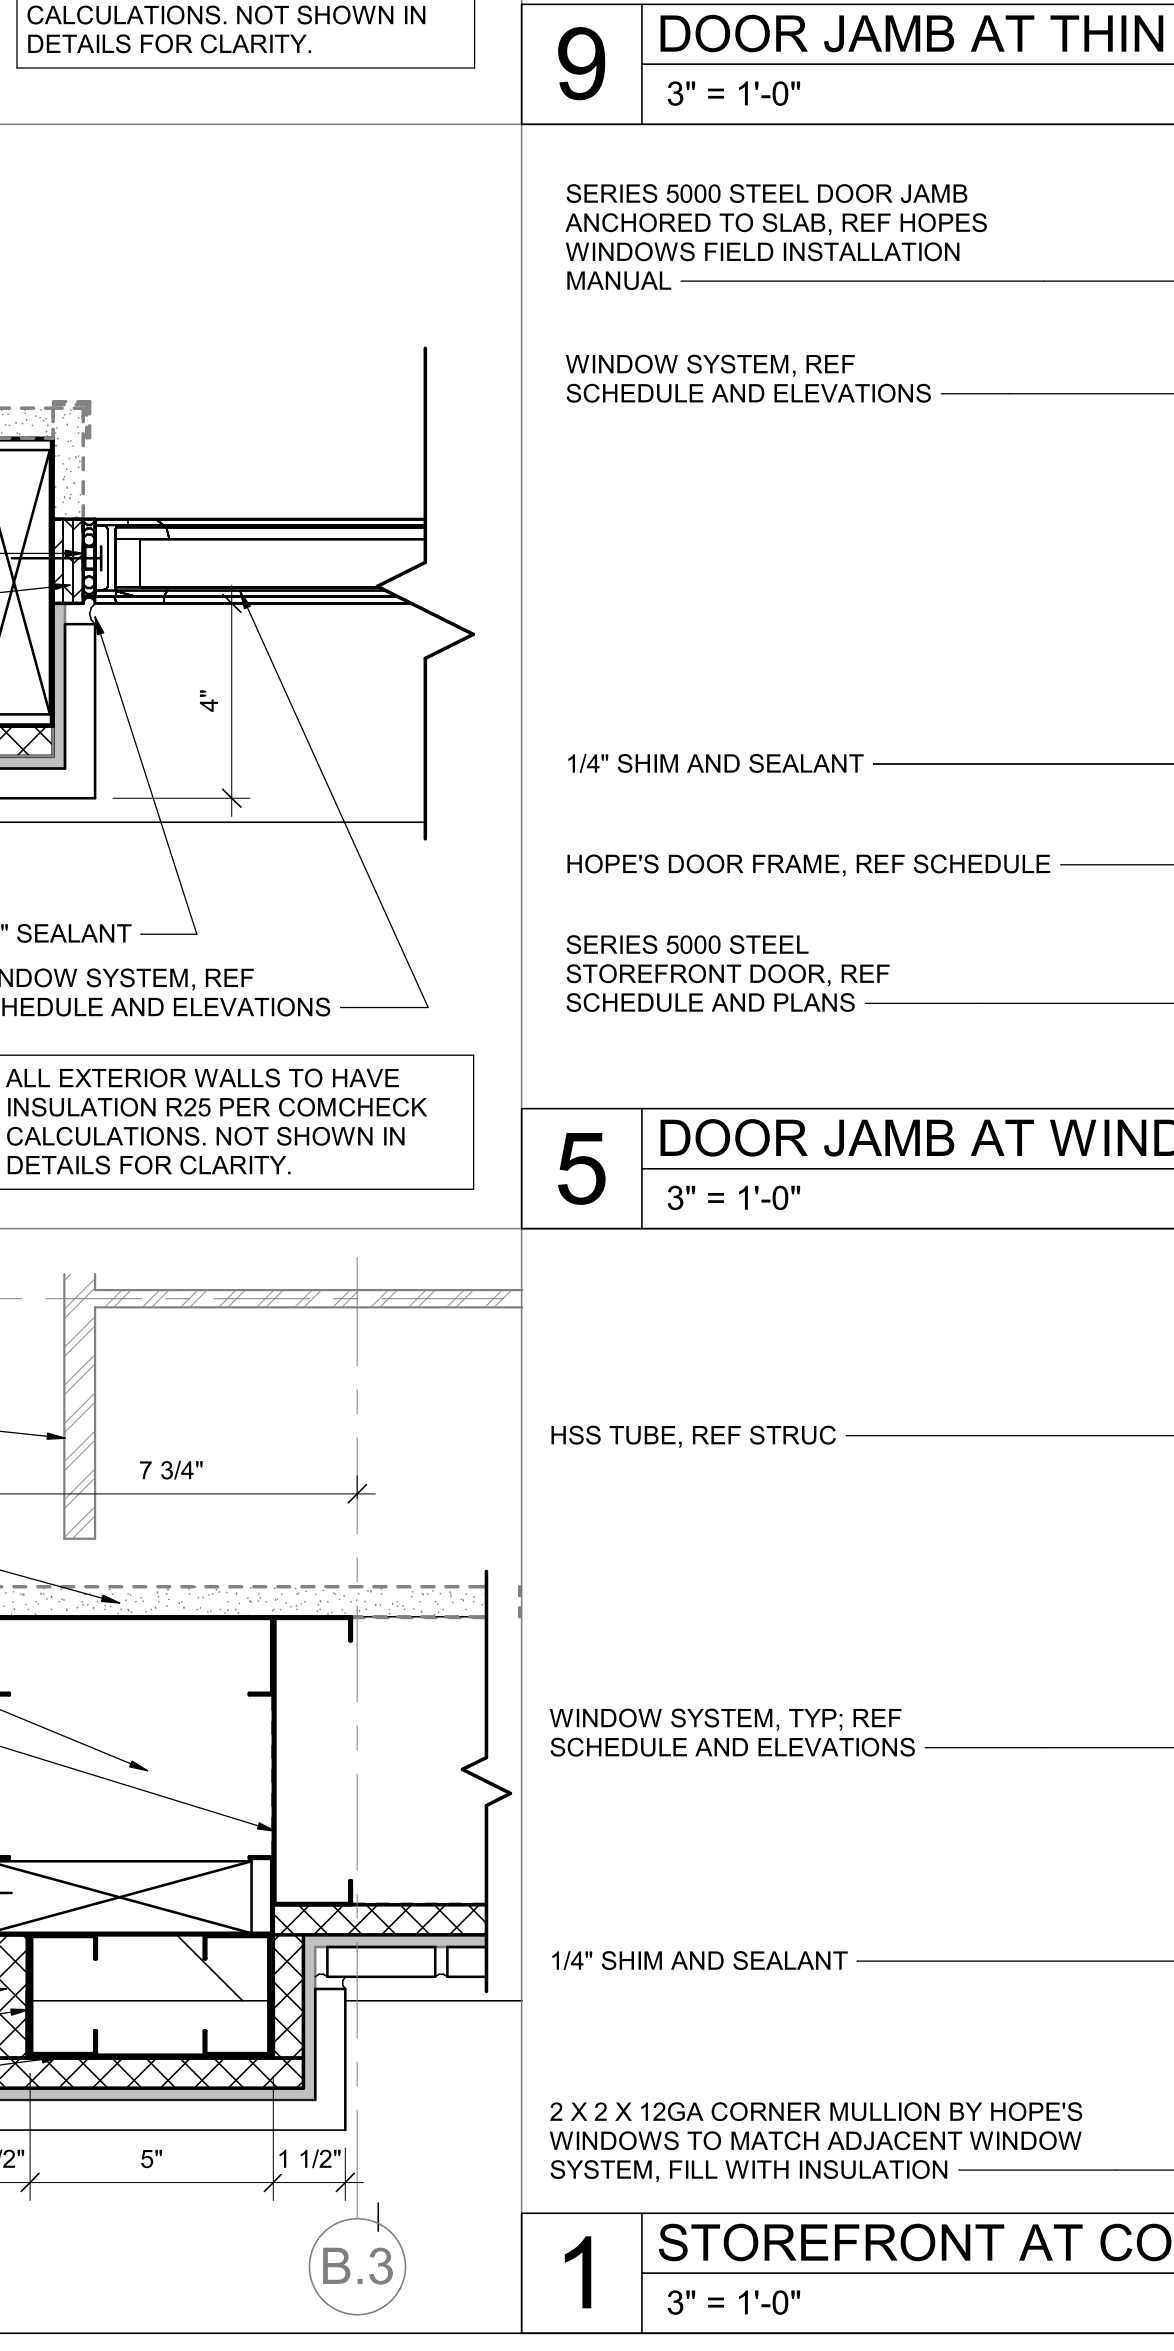 CALCULATIONS. NOT SHOWN IN
DETAILS FOR CLARITY.
9
DOOR JAMB AT THIN
3" = 1'-0"
SERIES 5000 STEEL DOOR JAMB
ANCHORED TO SLAB, REF HOPES
WINDOWS FIELD INSTALLATION
MANUAL
WINDOW SYSTEM, REF
SCHEDULE AND ELEVATIONS
4"
1/4" SHIM AND SEALANT
HOPE'S DOOR FRAME, REF SCHEDULE
" SEALANT
NDOW SYSTEM, REF
HEDULE AND ELEVATIONS
SERIES 5000 STEEL
STOREFRONT DOOR, REF
SCHEDULE AND PLANS
ALL EXTERIOR WALLS TO HAVE
INSULATION R25 PER COMCHECK
CALCULATIONS. NOT SHOWN IN
DETAILS FOR CLARITY.
5
DOOR JAMB AT WIND
3" = 1'-0"
HSS TUBE, REF STRUC
7 3/4"
WINDOW SYSTEM, TYP; REF
SCHEDULE AND ELEVATIONS
1/4" SHIM AND SEALANT
2 X 2 X 12GA CORNER MULLION BY HOPE'S
WINDOWS TO MATCH ADJACENT WINDOW
SYSTEM, FILL WITH INSULATION
/2"
5"
1 1/2"
B.3
1
STOREFRONT AT CO
3" = 1'-0"